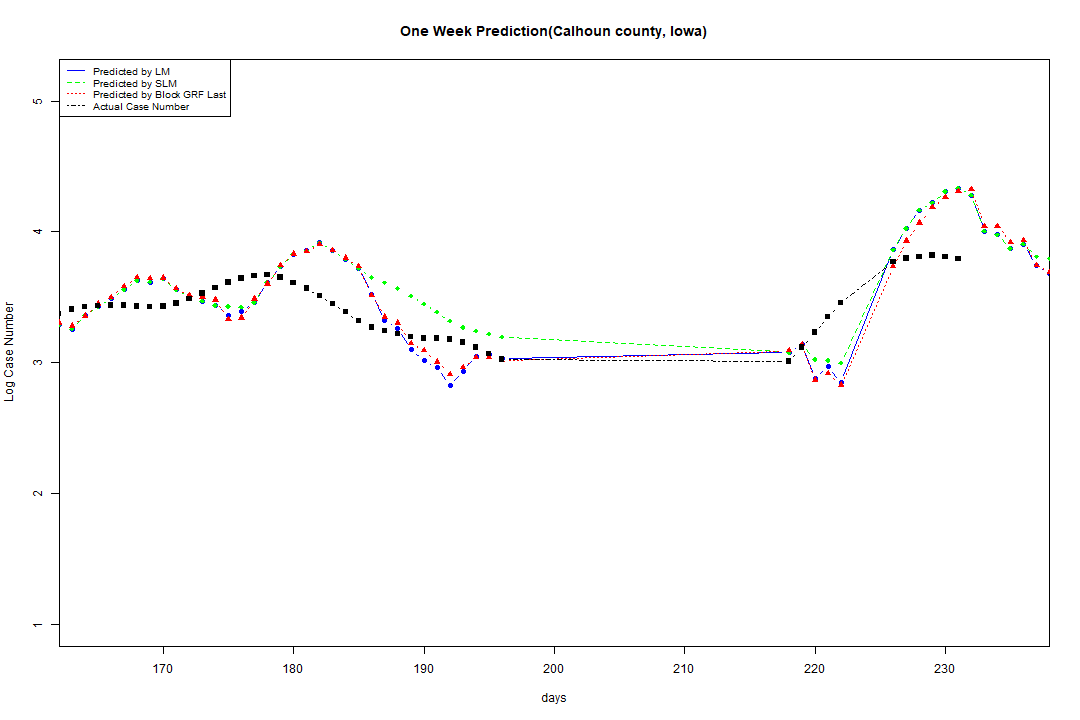 One Week Prediction(Calhoun county, Iowa)
Predicted by LM
Predicted by SLM
Predicted by Block GRF Last
Actual Case Number
5
4
3
2
1
Log Case Number
170 180 190 200 210 220 230
days